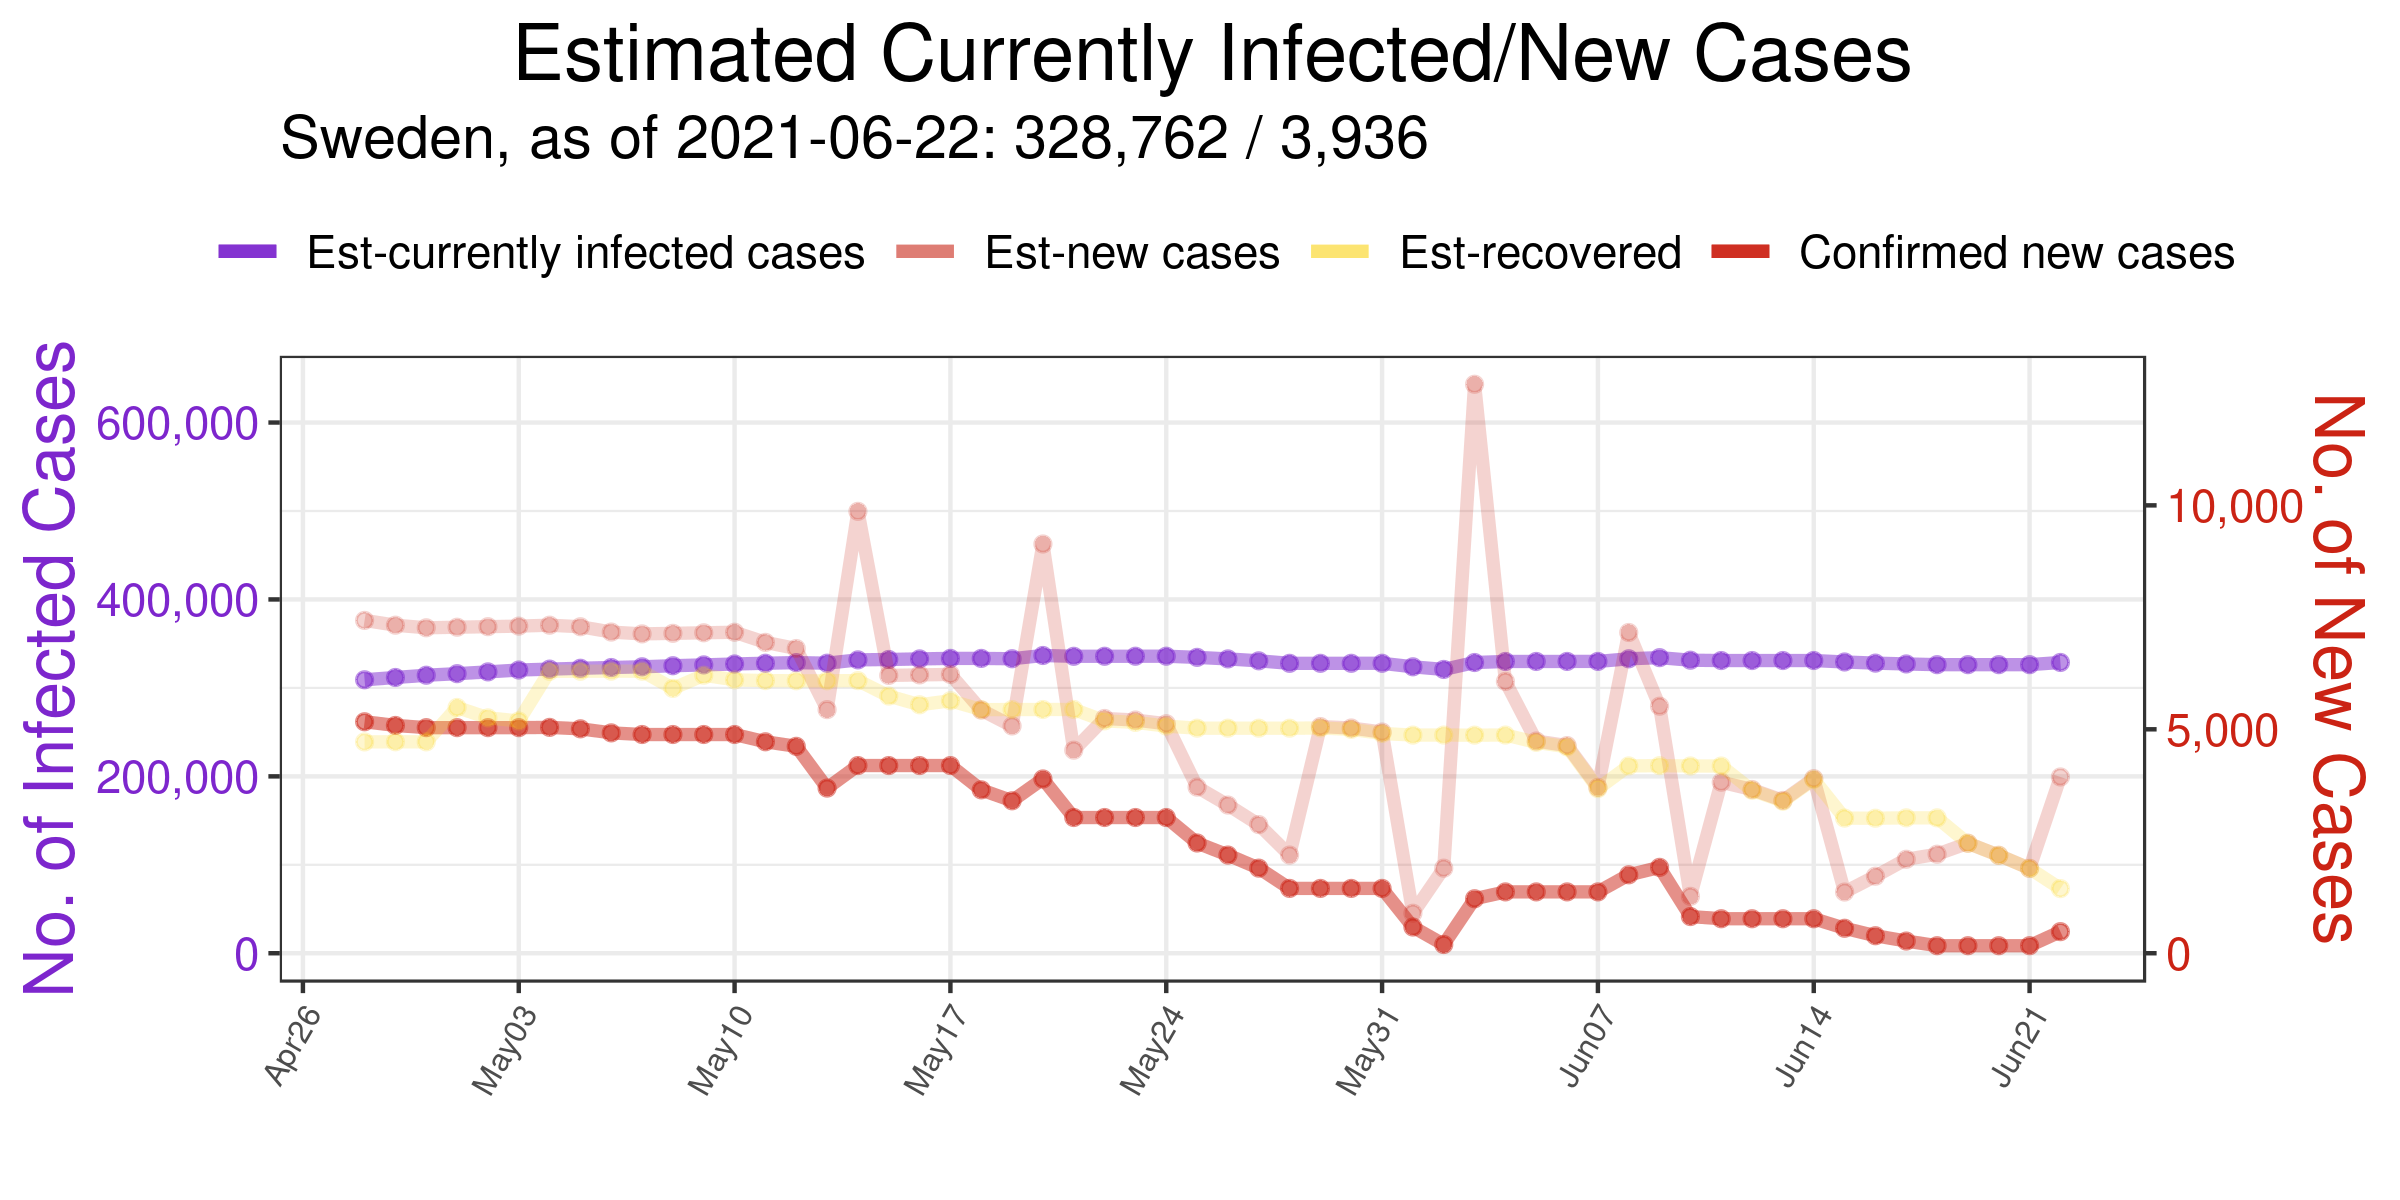 Estimated Currently Infected/New Cases
Sweden, as of 2021-06-22: 328,762 / 3,936
Est-currently infected cases Est-new cases Est-recovered Confirmed new cases
No. of Infected Cases
600,000
400,000
200,000
0
10,000
5,000
0
No. of New Cases
Apr26 May03 May10 May17 May24 May31 Jun07 Jun14 Jun21